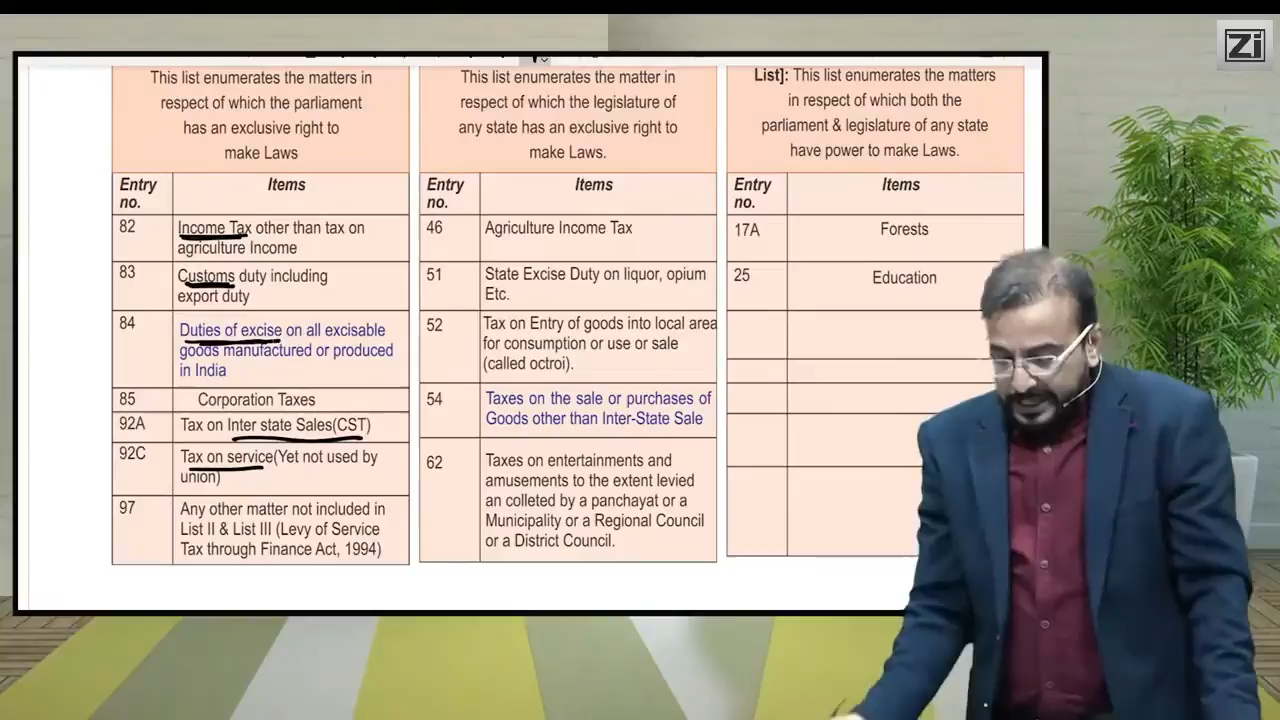 Zi
This list enumerates the matters in
respect of which the parliament
has an exclusive right to
make Laws
Entry no.
Items
82
Income Tax other than tax on
agriculture Income
83
Customs duty including
export duty
84
Duties of excise on all excisable
goods manufactured or produced
in India
85
Corporation Taxes
92A
Tax on Inter state Sales(CST)
92C
Tax on service(Yet not used by
union)
97
Any other matter not included in
List II & List III (Levy of Service
Tax through Finance Act, 1994)
This list enumerates the matter in
respect of which the legislature of
any state has an exclusive right to
make Laws.
Entry
no.
Items
46
Agriculture Income Tax
51
State Excise Duty on liquor, opium
Etc.
52
Tax on Entry of goods into local area
for consumption or use or sale
(called octroi).
54
Taxes on the sale or purchases of
Goods other than Inter-State Sale
62
Taxes on entertainments and
amusements to the extent levied
an colleted by a panchayat or a
Municipality or a Regional Council
or a District Council.
List]: This list enumerates the matters
in respect of which both the
parliament & legislature of any state
have power to make Laws.
Entry
no.
Items
17A
Forests
25
Education